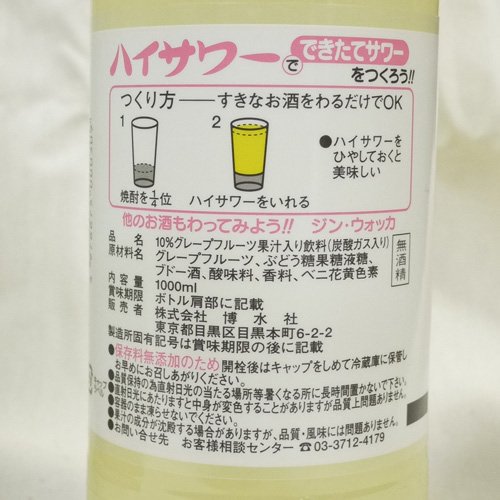 ハイサワーで できたてサワー
をつくろう!!
つくり方――すきなお酒をわるだけでOK
1 2
●ハイサワーを
ひやしておくと
美味しい
焼酎を1/4位 ハイサワーをいれる
他のお酒もわってみよう!! ジン・ウォッカ
品名 10%グレープフルーツ果汁入り飲料(炭酸ガス入り)
原材料名 グレープフルーツ、ぶどう糖果糖液糖、
ブドー酒、酸味料、香料、ベニ花黄色素
無酒精
内容量 1000ml
賞味期限 ボトル肩部に記載
販売者 株式会社 博水社
東京都目黒区目黒本町6-2-2
製造所固有記号は賞味期限の後に記載
●保存料無添加のため 開栓後はキャップをしめて冷蔵庫に保管し
お早めにお召しあがりください。
●品質保持の為直射日光の当たる場所等暑くなる所に長時間置かないで下さい。
●直射日光にあたりますと中身が変色することがありますが品質上問題ありません。
●容器のまま凍らせないでください。
●果汁の成分が沈殿する場合がありますが、品質・風味には問題ありません。
●お問い合せ先 お客様相談センター ☎03-3712-4179